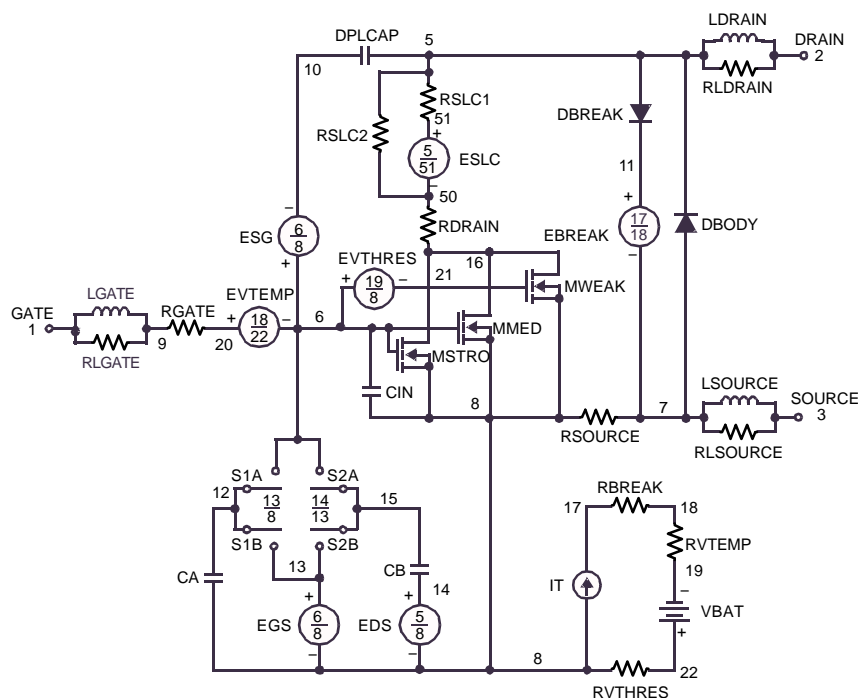 LDRAIN
DPLCAP
5
DRAIN
2
10
RLDRAIN
RSLC1
51
DBREAK
RSLC2
+
5
51
ESLC
11
−
50
+
−
17
18
6
8
ESG
RDRAIN
EBREAK
DBODY
+
EVTHRES
16
−
+
19
8
−
21
MWEAK
LGATE
EVTEMP
GATE
1
RGATE
+
18
22
−
6
MMED
9
20
MSTRO
RLGATE
LSOURCE
CIN
8
7
SOURCE
3
RSOURCE
RLSOURCE
S1A
S2A
12
13
8
14
13
15
RBREAK
17
18
S1B
S2B
RVTEMP
13
CB
19
CA
14
IT
−
+
+
VBAT
EGS
6
8
EDS
5
8
+
−
−
8
22
RVTHRES